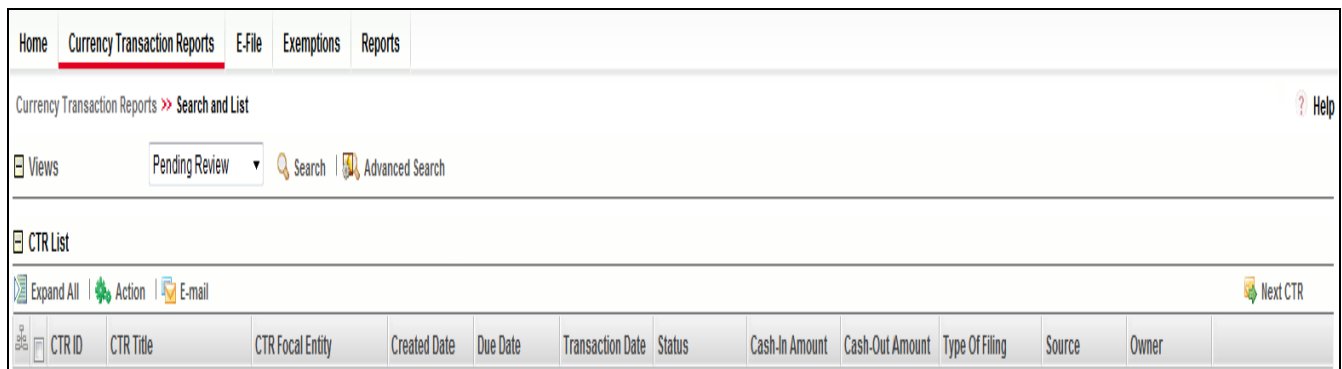 Home Currency Transaction Reports E-File Exemptions Reports
Currency Transaction Reports >> Search and List ? Help
Views Pending Review Search | Advanced Search
CTR List
Expand All | Action | E-mail Next CTR
CTR ID CTR Title CTR Focal Entity Created Date Due Date Transaction Date Status Cash-In Amount Cash-Out Amount Type Of Filing Source Owner